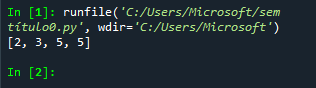 In [1]: runfile('C:/Users/Microsoft/sem
título0.py', wdir='C:/Users/Microsoft')
[2, 3, 5, 5]
In [2]: